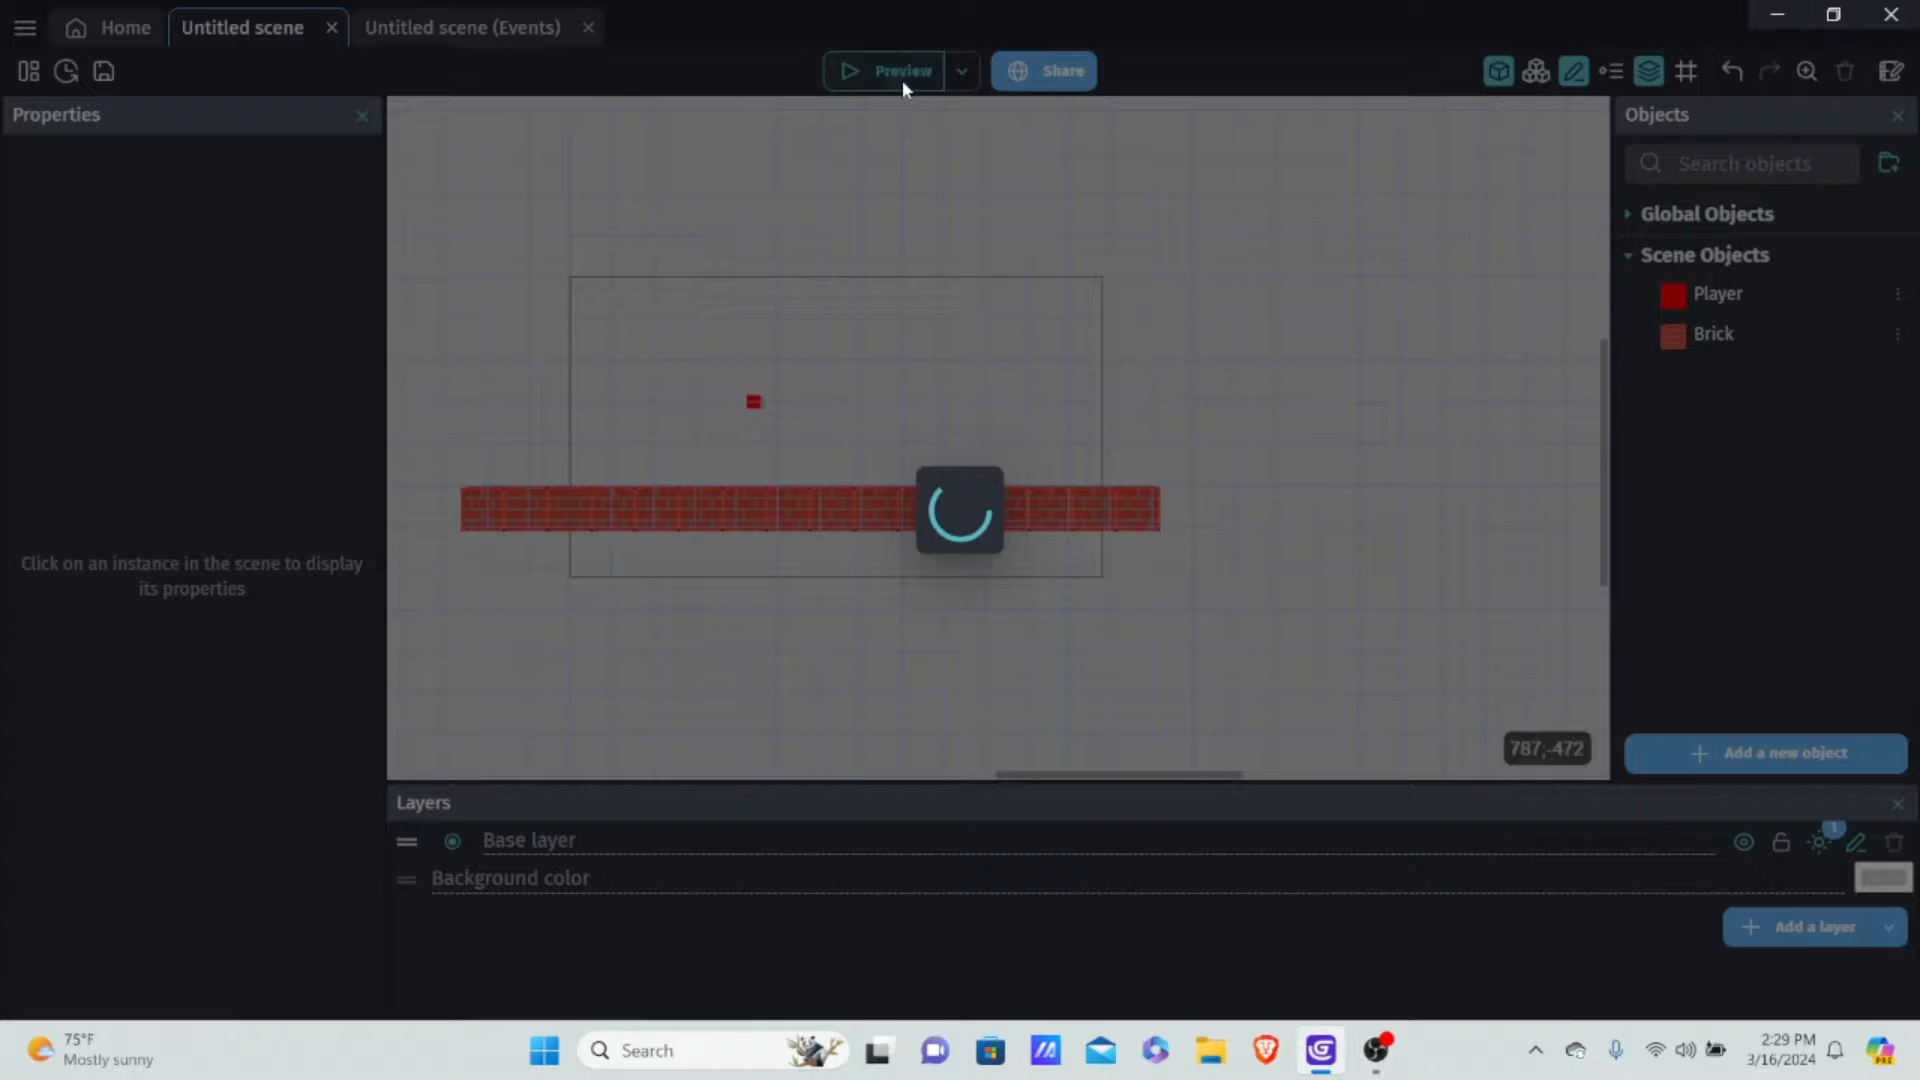 Home
Untitled scene
Untitled scene (Events)
Preview
Share
Properties
Objects
Search objects
Global Objects
Scene Objects
Player
Brick
Click on an instance in the scene to display
its properties
787;-472
Add a new object
Layers
Base layer
1
Background color
Add a layer
75°F
Mostly sunny
Search
2:29 PM
3/16/2024
PRE